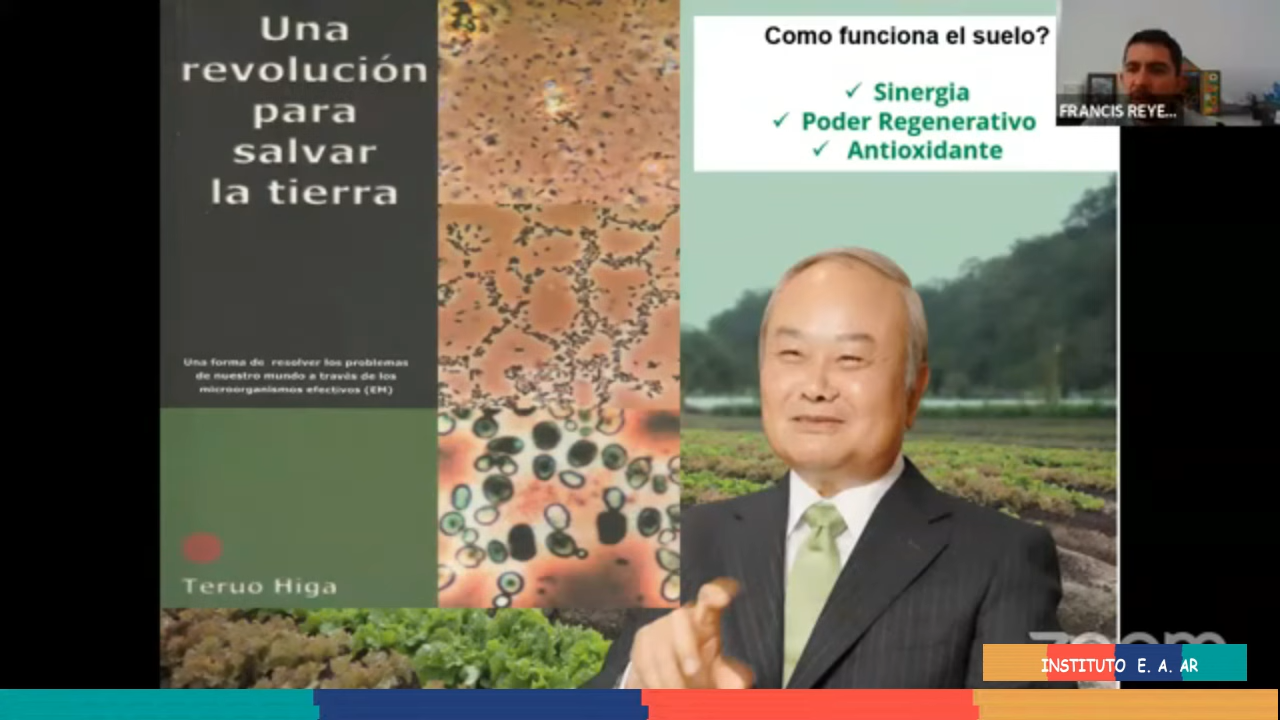 Una
revolución
para
salvar
la tierra
Una forma de resolver los problemas
de nuestro mundo a través de los
microorganismos efectivos (EM)
Teruo Higa
Como funciona el suelo?
✓ Sinergia
✓ Poder Regenerativo
✓ Antioxidante
FRANCIS REYE...
zoom
INSTITUTO E. A. AR